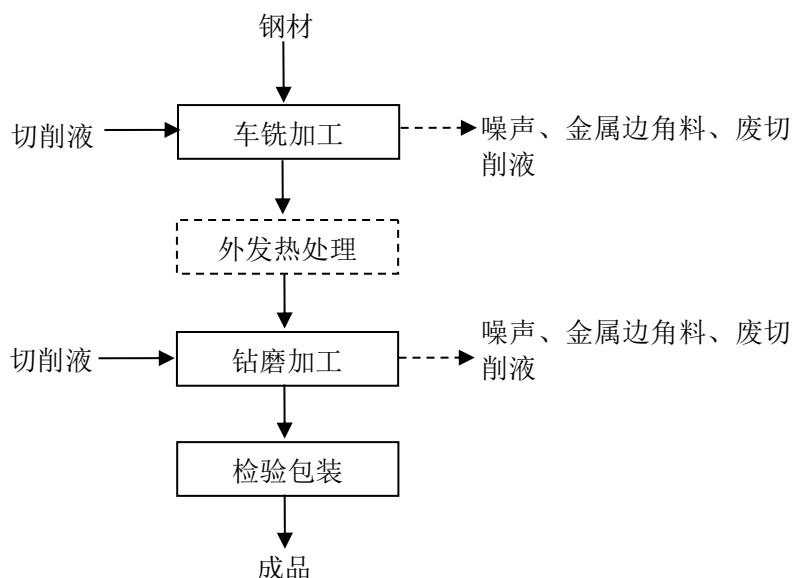 钢材
切削液
车铣加工
噪声、金属边角料、废切
削液
外发热处理
切削液
钻磨加工
噪声、金属边角料、废切
削液
检验包装
成品